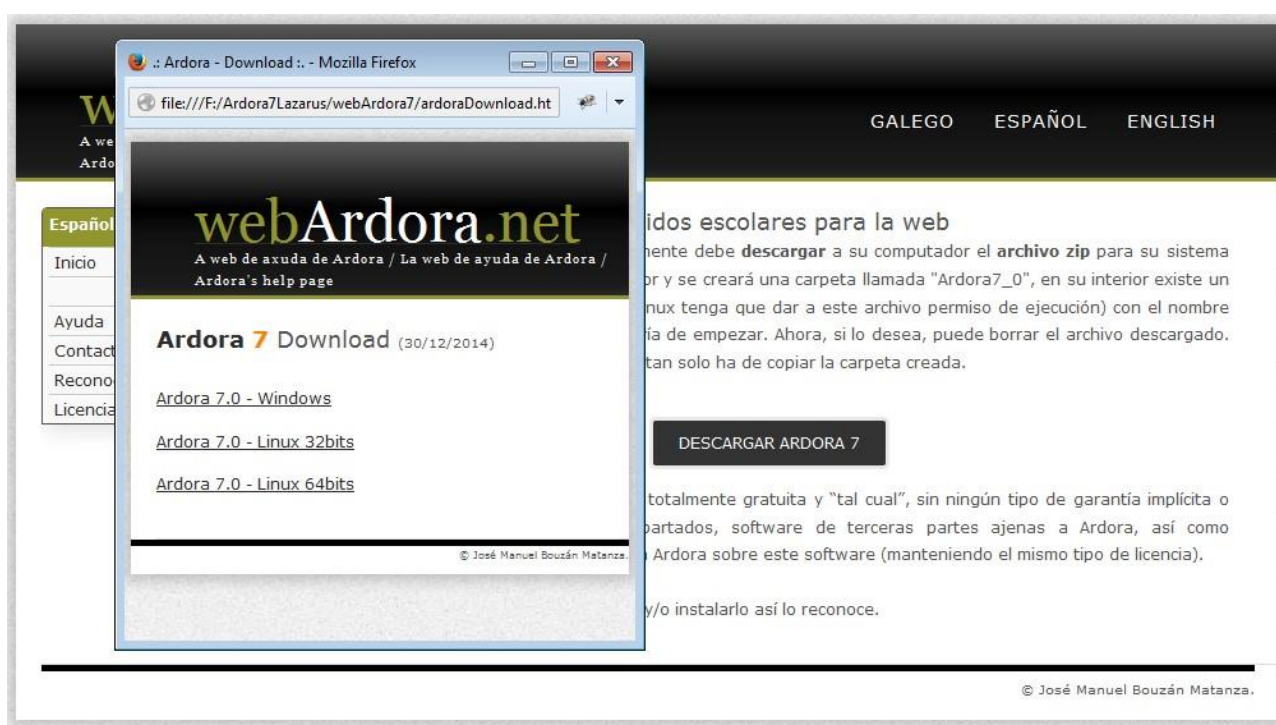 .: Ardora - Download :. - Mozilla Firefox
file:///F:/Ardora7Lazarus/webArdora7/ardoraDownload.ht
webArdora.net
A web de axuda de Ardora / La web de ayuda de Ardora /
Ardora's help page
Ardora 7 Download (30/12/2014)
Ardora 7.0 - Windows
Ardora 7.0 - Linux 32bits
Ardora 7.0 - Linux 64bits
© José Manuel Bouzán Matanza.
w
A we
Ardo
GALEGO ESPAÑOL ENGLISH
Español
Inicio
Ayuda
Contact
Recono
Licencia
idos escolares para la web
mente debe descargar a su computador el archivo zip para su sistema
or y se creará una carpeta llamada "Ardora7_0", en su interior existe un
nux tenga que dar a este archivo permiso de ejecución) con el nombre
ía de empezar. Ahora, si lo desea, puede borrar el archivo descargado.
tan solo ha de copiar la carpeta creada.
DESCARGAR ARDORA 7
totalmente gratuita y “tal cual”, sin ningún tipo de garantía implícita o
partados, software de terceras partes ajenas a Ardora, así como
Ardora sobre este software (manteniendo el mismo tipo de licencia).
y/o instalarlo así lo reconoce.
© José Manuel Bouzán Matanza.